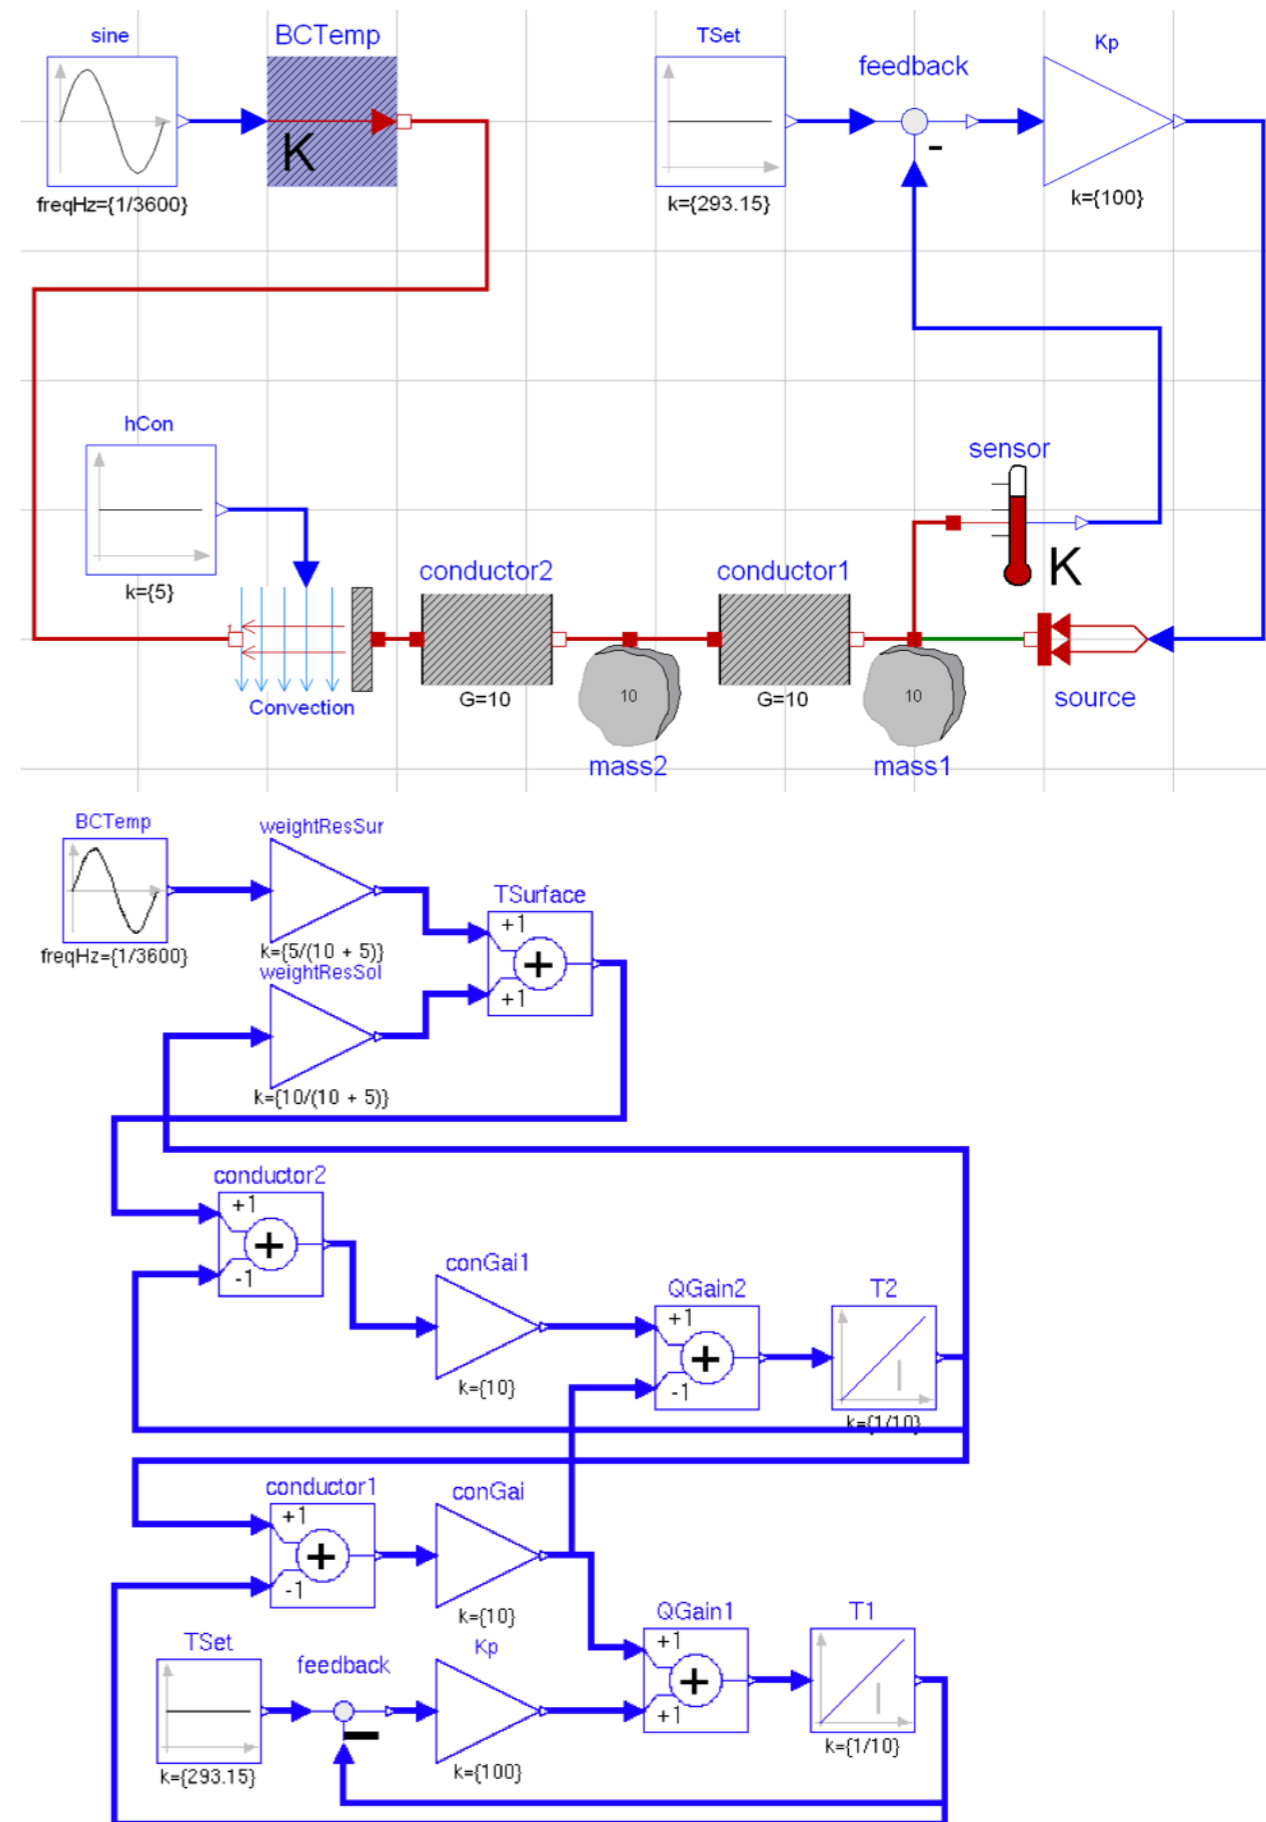 sine
BCTemp
TSet
feedback
Kp
K
-
freqHz={1/3600}
k={293.15}
k={100}
hCon
sensor
K
k={5}
conductor2
conductor1
10
10
Convection
G=10
G=10
source
mass2
mass1
BCTemp
weightResSur
TSurface
+1
+
+1
freqHz={1/3600}
k={5/(10 + 5)}
weightResSol
k={10/(10 + 5)}
conductor2
+1
+
-1
conGai1
QGain2
T2
+1
+
-1
k={10}
k={1/10}
conductor1
conGai
+1
+
-1
k={10}
QGain1
T1
TSet
feedback
Kp
+1
+
+1
k={293.15}
k={100}
k={1/10}